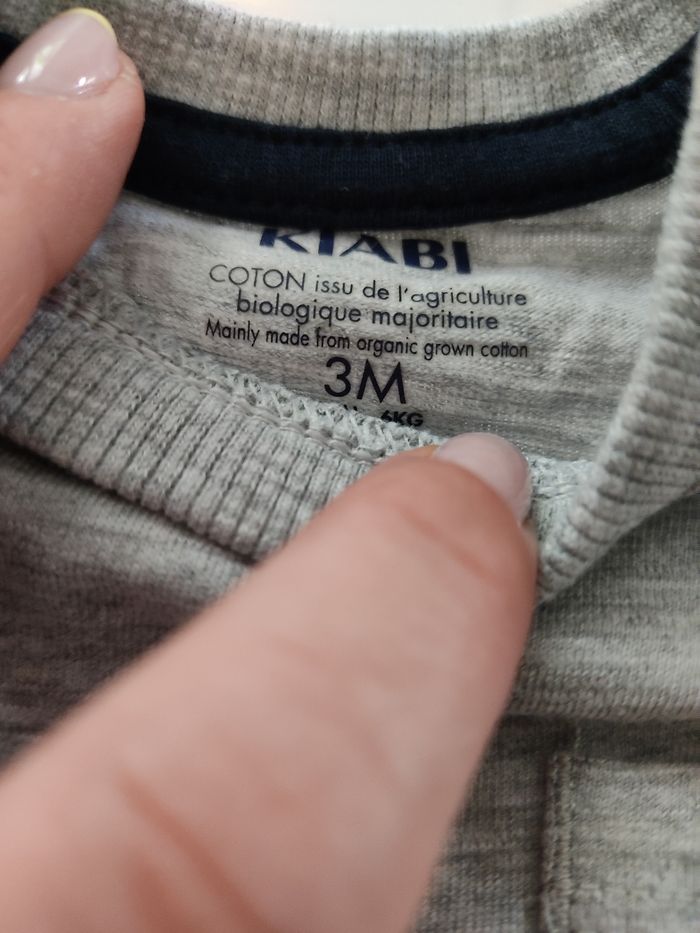 KIABI
COTON issu de l'agriculture
biologique majoritaire
Mainly made from organic grown cotton
3M
6KG